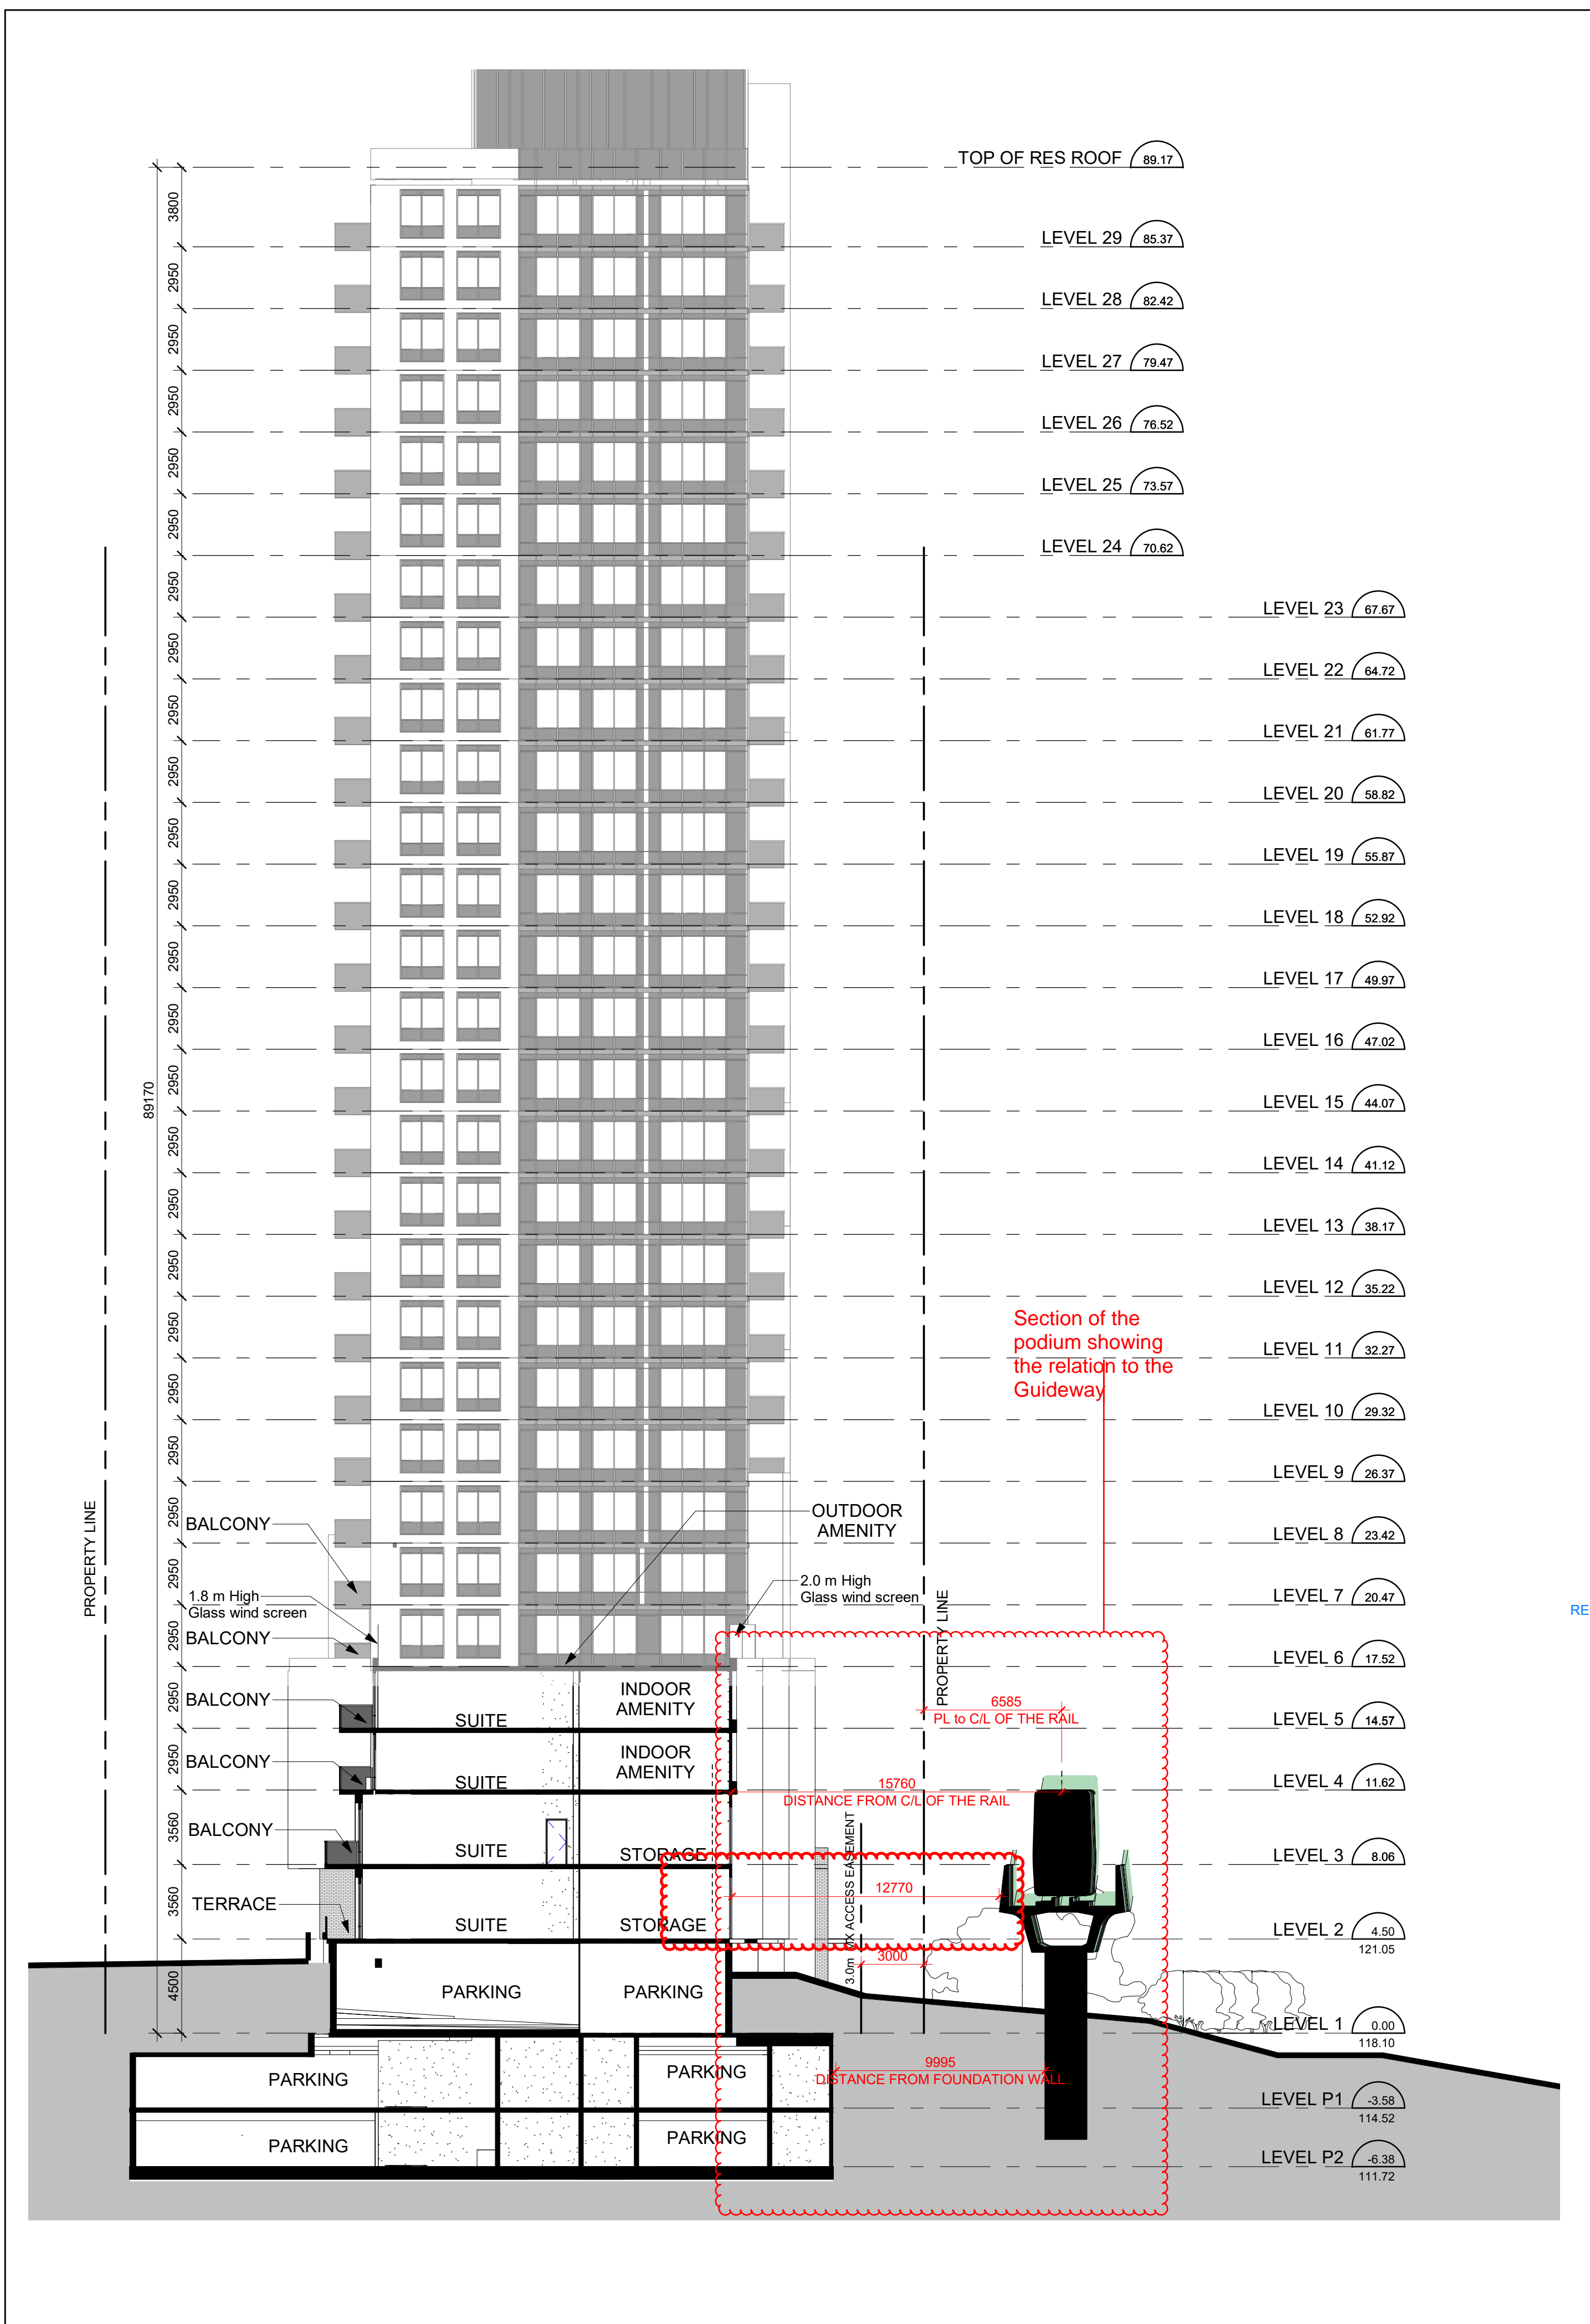 TOP OF RES ROOF 89.17
3800
LEVEL 29 85.37
2950
LEVEL 28 82.42
2950
LEVEL 27 79.47
2950
LEVEL 26 76.52
2950
LEVEL 25 73.57
2950
LEVEL 24 70.62
2950
LEVEL 23 67.67
2950
LEVEL 22 64.72
2950
LEVEL 21 61.77
2950
LEVEL 20 58.82
2950
LEVEL 19 55.87
2950
LEVEL 18 52.92
2950
LEVEL 17 49.97
2950
LEVEL 16 47.02
2950
89170
LEVEL 15 44.07
2950
LEVEL 14 41.12
2950
LEVEL 13 38.17
2950
LEVEL 12 35.22
2950
Section of the
podium showing
the relation to the
Guideway
LEVEL 11 32.27
2950
LEVEL 10 29.32
2950
LEVEL 9 26.37
2950
PROPERTY LINE
BALCONY
OUTDOOR
AMENITY
LEVEL 8 23.42
2950
1.8 m High
Glass wind screen
2.0 m High
Glass wind screen
PROPERTY LINE
LEVEL 7 20.47
RE
2950
BALCONY
LEVEL 6 17.52
2950
BALCONY
SUITE
INDOOR
AMENITY
6585
PL to C/L OF THE RAIL
LEVEL 5 14.57
2950
BALCONY
SUITE
INDOOR
AMENITY
15760
DISTANCE FROM C/L OF THE RAIL
LEVEL 4 11.62
3560
BALCONY
SUITE
STORAGE
3.0m MX ACCESS EASEMENT
LEVEL 3 8.06
3560
TERRACE
SUITE
STORAGE
12770
LEVEL 2 4.50
121.05
3000
4500
PARKING
PARKING
LEVEL 1 0.00
118.10
PARKING
PARKING
9995
DISTANCE FROM FOUNDATION WALL
LEVEL P1 -3.58
114.52
PARKING
PARKING
LEVEL P2 -6.38
111.72